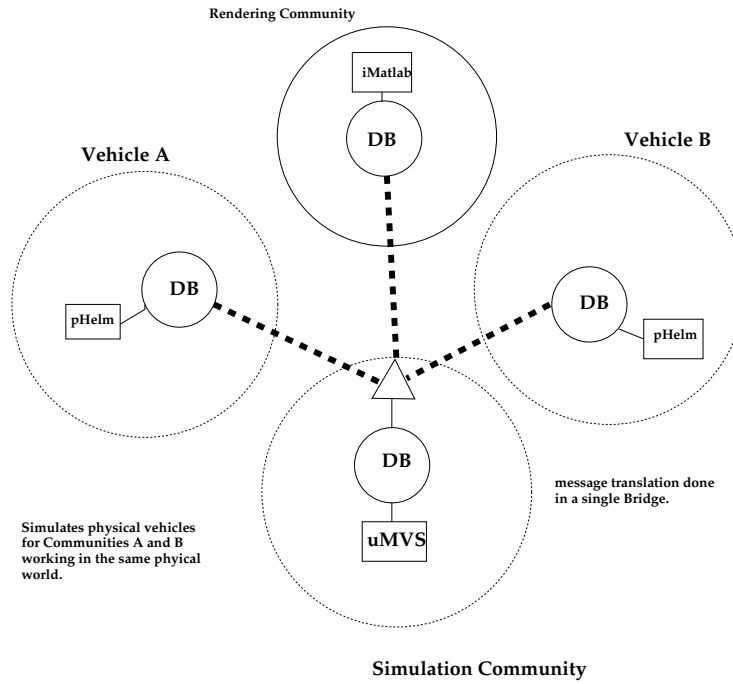 Rendering Community
iMatlab
DB
Vehicle A
Vehicle B
DB
pHelm
DB
pHelm
DB
uMVS
message translation done
in a single Bridge.
Simulates physical vehicles
for Communities A and B
working in the same phyical
world.
Simulation Community